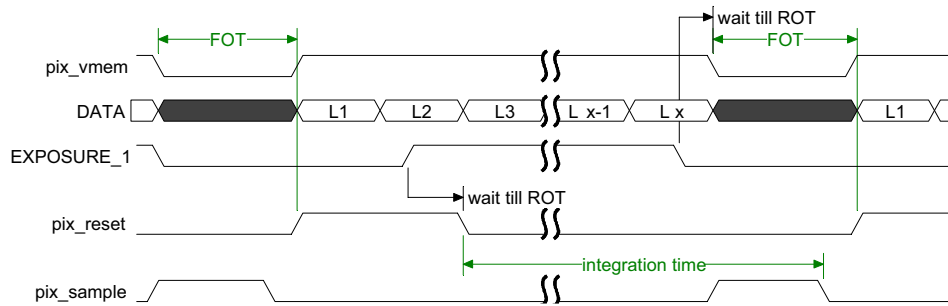 wait till ROT
FOT FOT
pix_vmem
DATA L1 L2 L3 L x-1 L x L1
EXPOSURE_1
wait till ROT
pix_reset
integration time
pix_sample